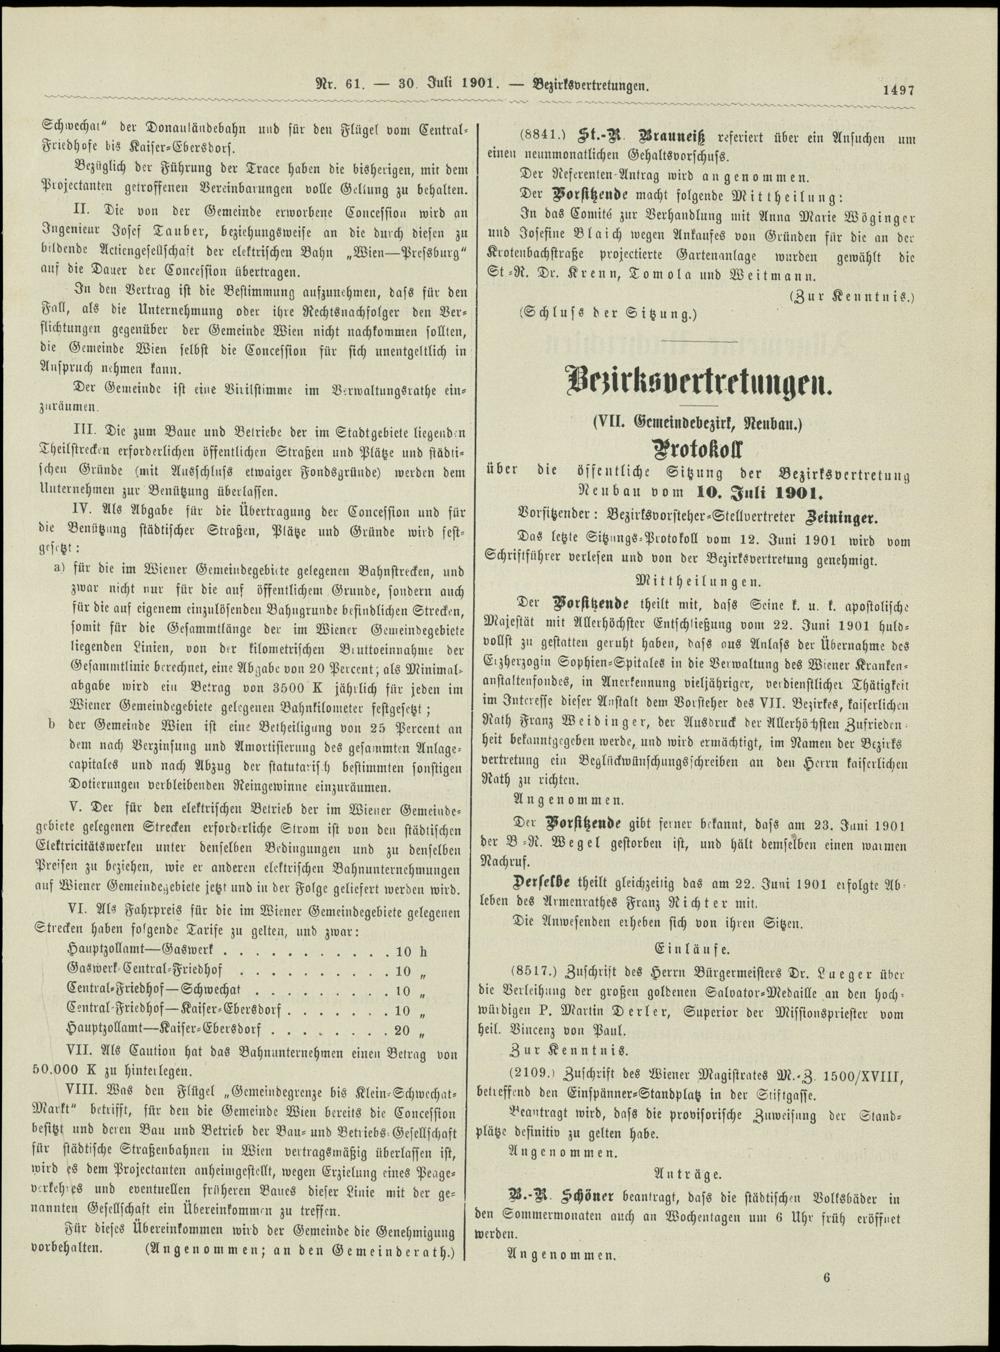 Nr. 61. — 30. Juli 1901. — Bezirksvertretungen.
1497
Schwechat“ der Donauländebahn und für den Flügel vom Central-
Friedhofe bis Kaiser-Ebersdorf.
Bezüglich der Führung der Trace haben die bisherigen, mit dem
Projectanten getroffenen Vereinbarungen volle Geltung zu behalten.
II. Die von der Gemeinde erworbene Concession wird an
Ingenieur Josef Tauber, beziehungsweise an die durch diesen zu
bildende Actiengesellschaft der elektrischen Bahn „Wien—Pressburg“
auf die Dauer der Concession übertragen.
In den Vertrag ist die Bestimmung aufzunehmen, dass für den
Fall, als die Unternehmung oder ihre Rechtsnachfolger den Ver-
flichtungen gegenüber der Gemeinde Wien nicht nachkommen sollten,
die Gemeinde Wien selbst die Concession für sich unentgeltlich in
Anspruch nehmen kann.
Der Gemeinde ist eine Virilstimme im Verwaltungsrathe ein-
zuräumen.
III. Die zum Baue und Betriebe der im Stadtgebiete liegenden
Theilstrecken erforderlichen öffentlichen Straßen und Plätze und städti-
schen Gründe (mit Ausschluss etwaiger Fondsgründe) werden dem
Unternehmen zur Benützung überlassen.
IV. Als Abgabe für die Übertragung der Concession und für
die Benützung städtischer Straßen, Plätze und Gründe wird fest-
gesetzt:
a) für die im Wiener Gemeindegebiete gelegenen Bahnstrecken, und
zwar nicht nur für die auf öffentlichem Grunde, sondern auch
für die auf eigenem einzulösenden Bahngrunde befindlichen Strecken,
somit für die Gesammtlänge der im Wiener Gemeindegebiete
liegenden Linien, von der kilometrischen Bruttoeinnahme der
Gesammtlinie berechnet, eine Abgabe von 20 Percent; als Minimal-
abgabe wird ein Betrag von 3500 K jährlich für jeden im
Wiener Gemeindegebiete gelegenen Bahnkilometer festgesetzt;
b der Gemeinde Wien ist eine Betheiligung von 25 Percent an
dem nach Verzinsung und Amortisierung des gesammten Anlage-
capitales und nach Abzug der statutarisch bestimmten sonstigen
Dotierungen verbleibenden Reingewinne einzuräumen.
V. Der für den elektrischen Betrieb der im Wiener Gemeinde-
gebiete gelegenen Strecken erforderliche Strom ist von den städtischen
Elektricitätswerken unter denselben Bedingungen und zu denselben
Preisen zu beziehen, wie er anderen elektrischen Bahnunternehmungen
auf Wiener Gemeindegebiete jetzt und in der Folge geliefert werden wird.
VI. Als Fahrpreis für die im Wiener Gemeindegebiete gelegenen
Strecken haben folgende Tarife zu gelten, und zwar:
Hauptzollamt—Gaswerk . . . . . . . . . . 10 h
Gaswerk-Central-Friedhof . . . . . . . . . 10 „
Central-Friedhof—Schwechat . . . . . . . . 10 „
Central-Friedhof—Kaiser-Ebersdorf . . . . . . 10 „
Hauptzollamt—Kaiser-Ebersdorf . . . . . . . 20 „
VII. Als Caution hat das Bahnunternehmen einen Betrag von
50.000 K zu hinterlegen.
VIII. Was den Flügel „Gemeindegrenze bis Klein-Schwechat-
Markt“ betrifft, für den die Gemeinde Wien bereits die Concession
besitzt und deren Bau und Betrieb der Bau- und Betriebs-Gesellschaft
für städtische Straßenbahnen in Wien vertragsmäßig überlassen ist,
wird es dem Projectanten anheimgestellt, wegen Erzielung eines Peage-
verkehres und eventuellen früheren Baues dieser Linie mit der ge-
nannten Gesellschaft ein Übereinkommen zu treffen.
Für dieses Übereinkommen wird der Gemeinde die Genehmigung
vorbehalten. (Angenommen; an den Gemeinderath.)
(8841.) St.-R. Brauneiß referiert über ein Ansuchen um
einen neunmonatlichen Gehaltsvorschuss.
Der Referenten-Antrag wird angenommen.
Der Vorsitzende macht folgende Mittheilung:
In das Comité zur Verhandlung mit Anna Marie Wöginger
und Josefine Blaich wegen Ankaufes von Gründen für die an der
Krotenbachstraße projectierte Gartenanlage wurden gewählt die
St.-R. Dr. Krenn, Tomola und Weitmann.
(Zur Kenntnis.)
(Schluss der Sitzung.)
Bezirksvertretungen.
(VII. Gemeindebezirk, Neubau.)
Protokoll
über die öffentliche Sitzung der Bezirksvertretung
Neubau vom 10. Juli 1901.
Vorsitzender: Bezirksvorsteher-Stellvertreter Zeininger.
Das letzte Sitzungs-Protokoll vom 12. Juni 1901 wird vom
Schriftführer verlesen und von der Bezirksvertretung genehmigt.
Mittheilungen.
Der Vorsitzende theilt mit, dass Seine k. u. k. apostolische
Majestät mit Allerhöchster Entschließung vom 22. Juni 1901 huld-
vollst zu gestatten geruht haben, dass aus Anlass der Übernahme des
Erzherzogin Sophien-Spitales in die Verwaltung des Wiener Kranken-
anstaltenfondes, in Anerkennung vieljähriger, verdienstlicher Thätigkeit
im Interesse dieser Anstalt dem Vorsteher des VII. Bezirkes, kaiserlichen
Rath Franz Weidinger, der Ausdruck der Allerhöchsten Zufrieden-
heit bekanntgegeben werde, und wird ermächtigt, im Namen der Bezirks
vertretung ein Beglückwünschungsschreiben an den Herrn kaiserlichen
Rath zu richten.
Angenommen.
Der Vorsitzende gibt ferner bekannt, dass am 23. Juni 1901
der B.-R. Wegel gestorben ist, und hält demselben einen warmen
Nachruf.
Derselbe theilt gleichzeitig das am 22. Juni 1901 erfolgte Ab-
leben des Armenrathes Franz Richter mit.
Die Anwesenden erheben sich von ihren Sitzen.
Einläufe.
(8517.) Zuschrift des Herrn Bürgermeisters Dr. Lueger über
die Verleihung der großen goldenen Salvator-Medaille an den hoch-
würdigen P. Martin Derler, Superior der Missionspriester vom
heil. Vincenz von Paul.
Zur Kenntnis.
(2109.) Zuschrift des Wiener Magistrates M.-Z. 1500/XVIII,
betreffend den Einspänner-Standplatz in der Stiftgasse.
Beantragt wird, dass die provisorische Zuweisung der Stand-
plätze definitiv zu gelten habe.
Angenommen.
Anträge.
B.-R. Schöner beantragt, dass die städtischen Volksbäder in
den Sommermonaten auch an Wochentagen um 6 Uhr früh eröffnet
werden.
Angenommen.
6